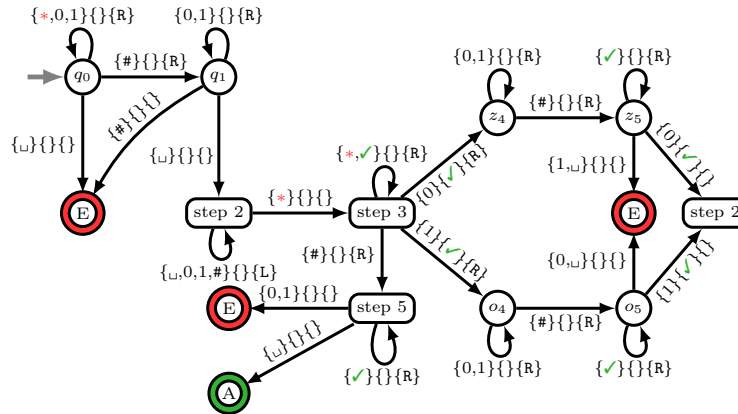 {*,0,1}{}{R}
{0,1}{}{R}
q0
{#}{}{R}
q1
{0,1}{}{R}
{✓}{}{R}
z4
{#}{}{R}
z5
{#}{}{}
{␣}{}{}
{␣}{}{}
{*,✓}{}{R}
{0}{✓}{R}
{1,␣}{}{}
{0}{✓}{}
E
step 2
{*}{}{}
step 3
E
step 2
{␣,0,1,#}{}{L}
{#}{}{R}
{1}{✓}{R}
{0,␣}{}{}
{1}{✓}{}
E
{0,1}{}{}
step 5
o4
{#}{}{R}
o5
{␣}{}{}
{✓}{}{R}
{0,1}{}{R}
{✓}{}{R}
A